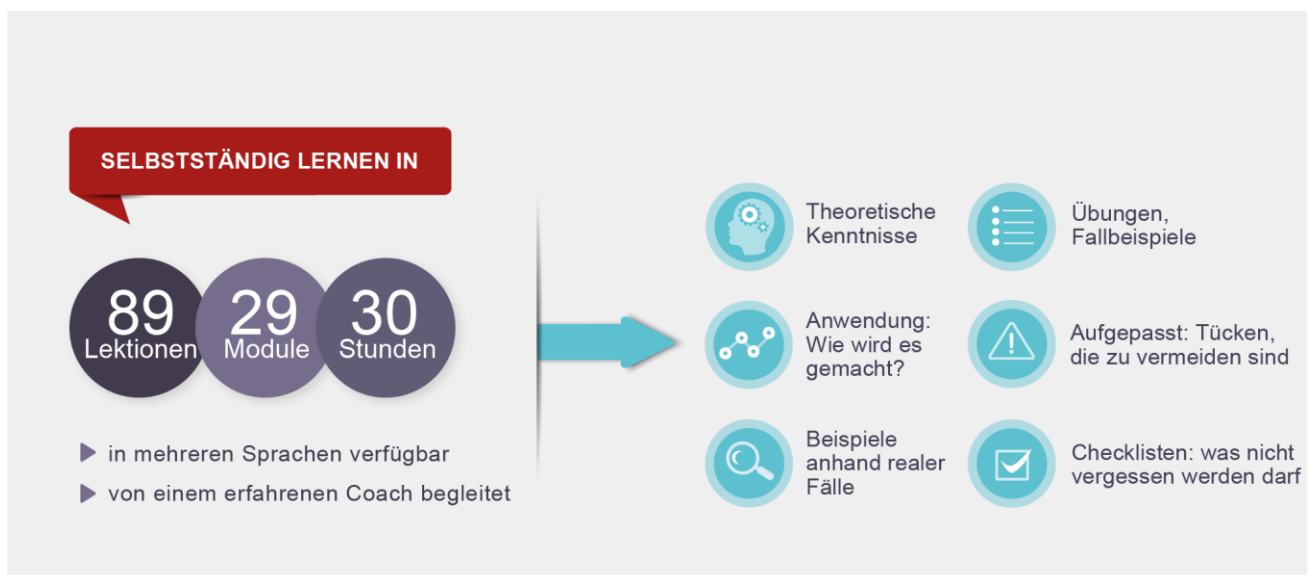 SELBSTSTÄNDIG LERNEN IN
89
Lektionen
29
Module
30
Stunden
in mehreren Sprachen verfügbar
von einem erfahrenen Coach begleitet
Theoretische
Kenntnisse
Anwendung:
Wie wird es
gemacht?
Beispiele
anhand realer
Fälle
Übungen,
Fallbeispiele
Aufgepasst: Tücken,
die zu vermeiden sind
Checklisten: was nicht
vergessen werden darf